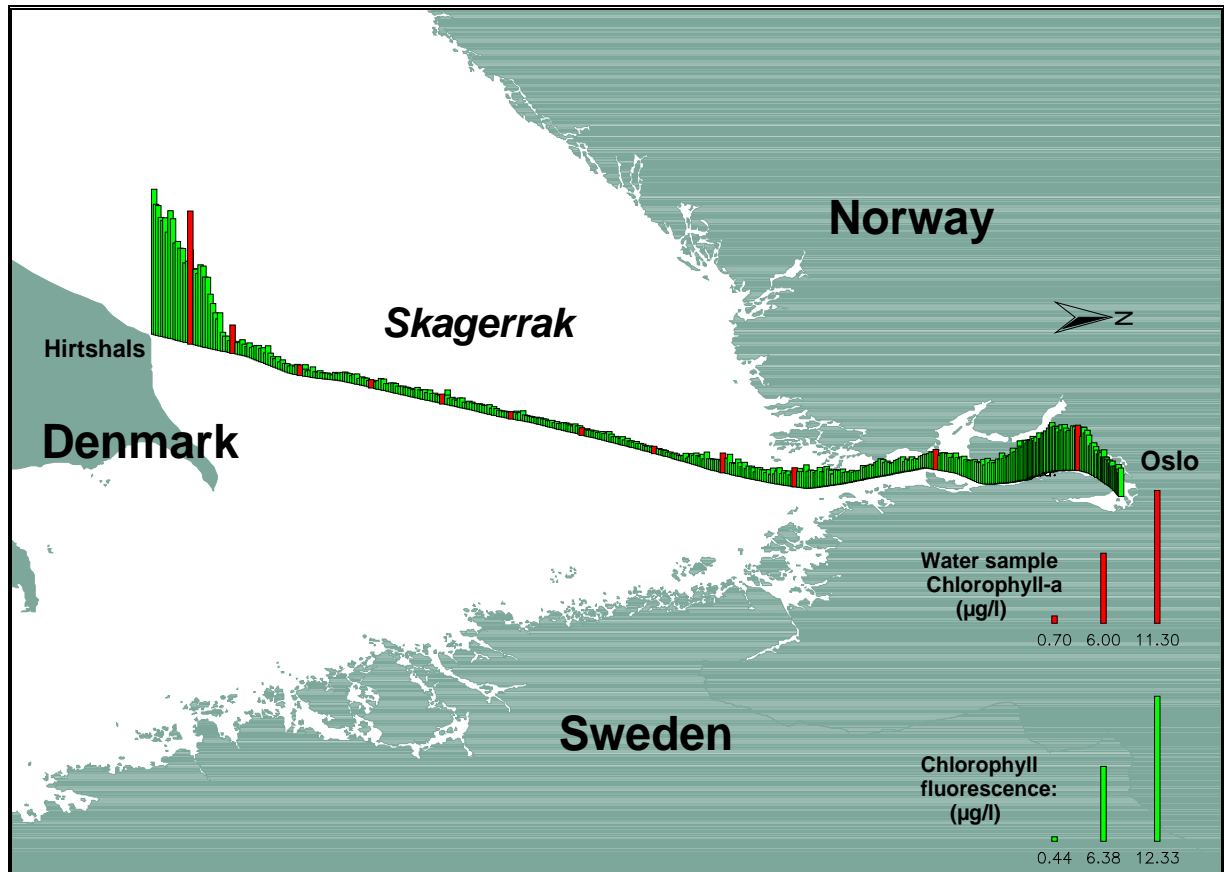 Norway
N
Skagerrak
Hirtshals
Denmark
Oslo
Water sample
Chlorophyll-a
(µg/l)
0.70 6.00 11.30
Sweden
Chlorophyll
fluorescence:
(µg/l)
0.44 6.38 12.33